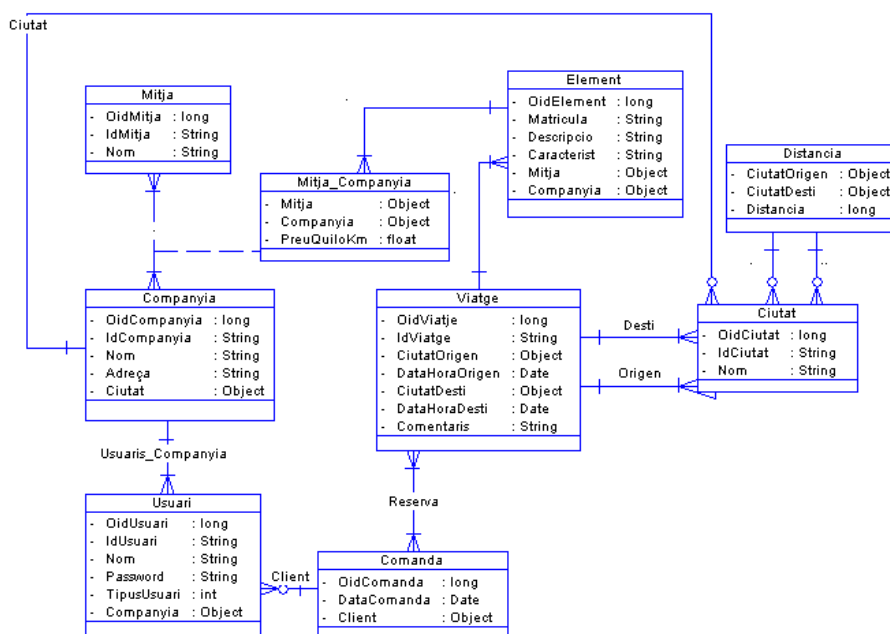 Ciutat
Mitja
- OidMitja : long
- IdMitja : String
- Nom : String
Element
- OidElement : long
- Matricula : String
- Descripcio : String
- Caracterist : String
- Mitja : Object
- Companyia : Object
Distancia
- CiutatOrigen : Object
- CiutatDesti : Object
- Distancia : long
Mitja_Companyia
- Mitja : Object
- Companyia : Object
- PreuQuiloKm : float
Companyia
- OidCompanyia : long
- IdCompanyia : String
- Nom : String
- Adreça : String
- Ciutat : Object
Viatge
- OidViatje : long
- IdViatge : String
- CiutatOrigen : Object
- DataHoraOrigen : Date
- CiutatDesti : Object
- DataHoraDesti : Date
- Comentaris : String
Desti
Origen
Ciutat
- OidCiutat : long
- IdCiutat : String
- Nom : String
Usuaris_Companyia
Reserva
Usuari
- OidUsuari : long
- IdUsuari : String
- Nom : String
- Password : String
- TipusUsuari : int
- Companyia : Object
Client
Comanda
- OidComanda : long
- DataComanda : Date
- Client : Object